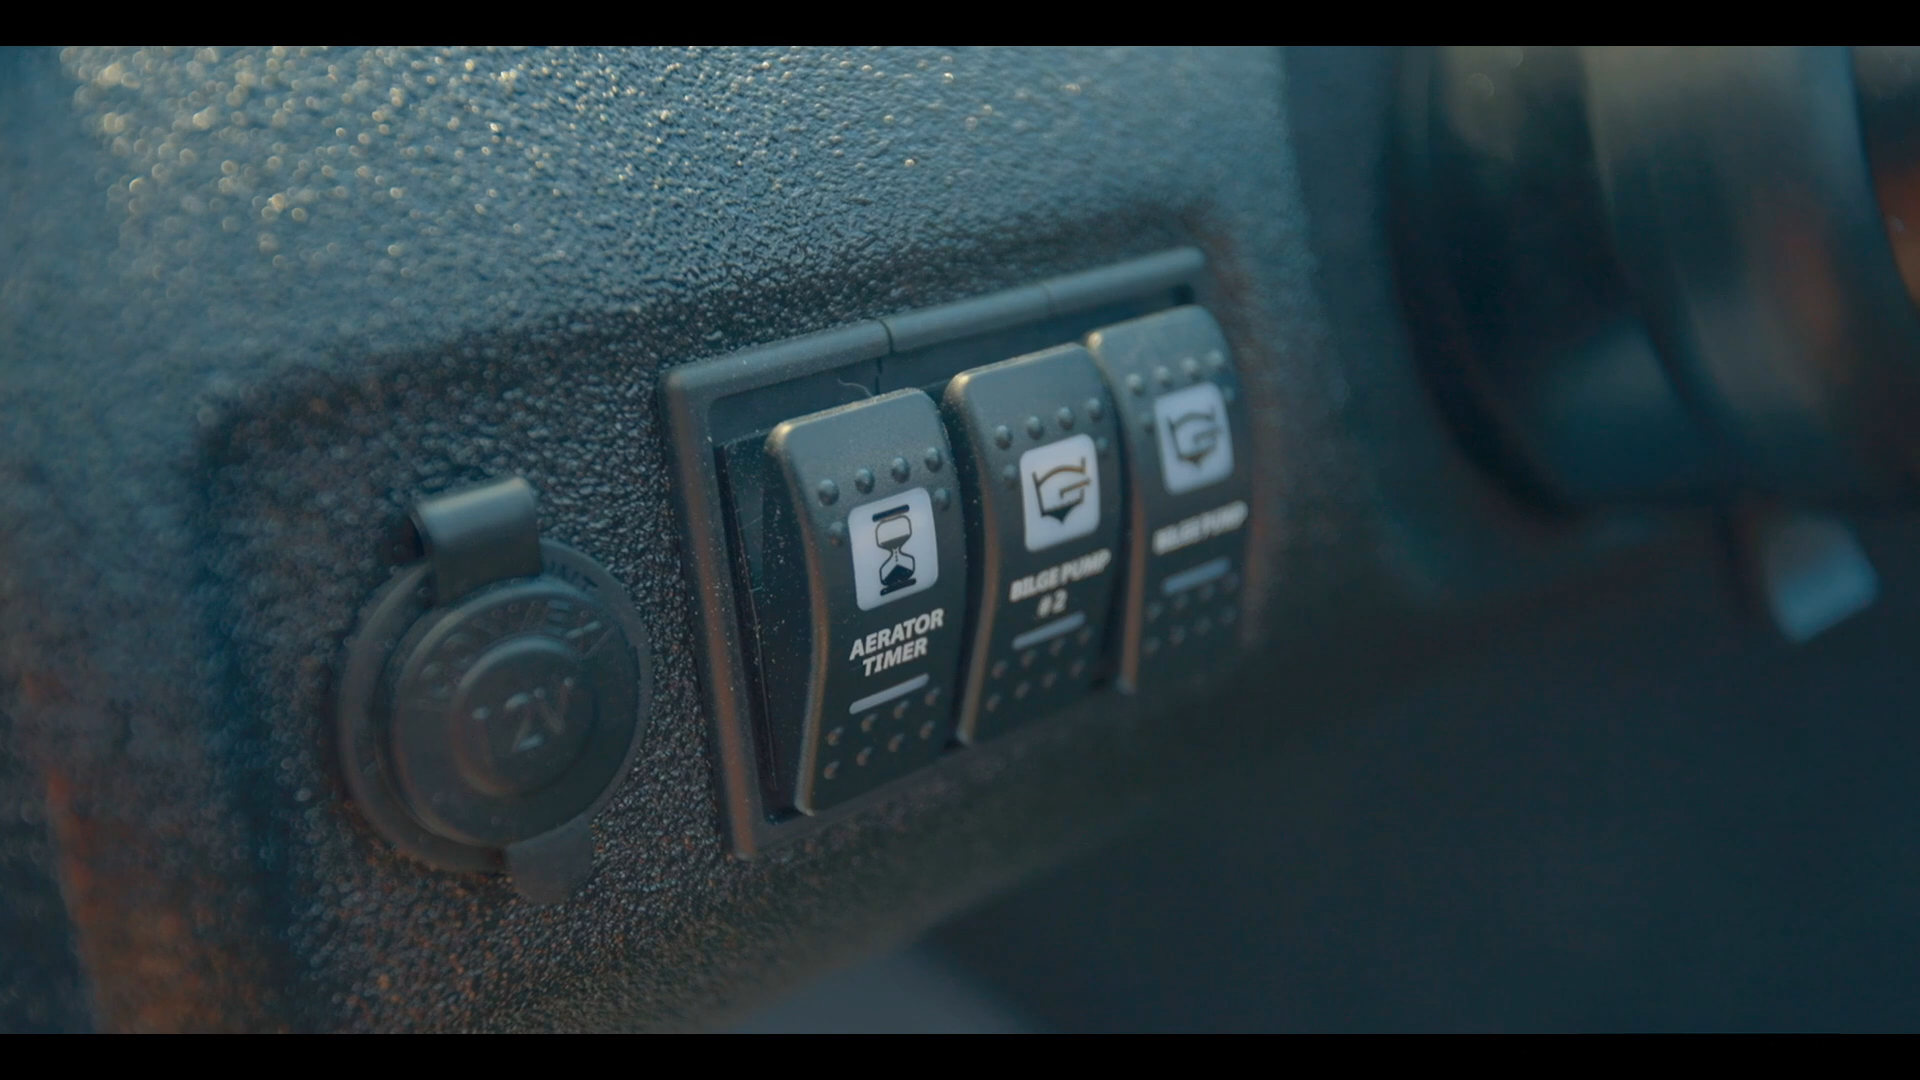 12V
AERATOR
TIMER
BILGE PUMP
#2
BILGE PUMP